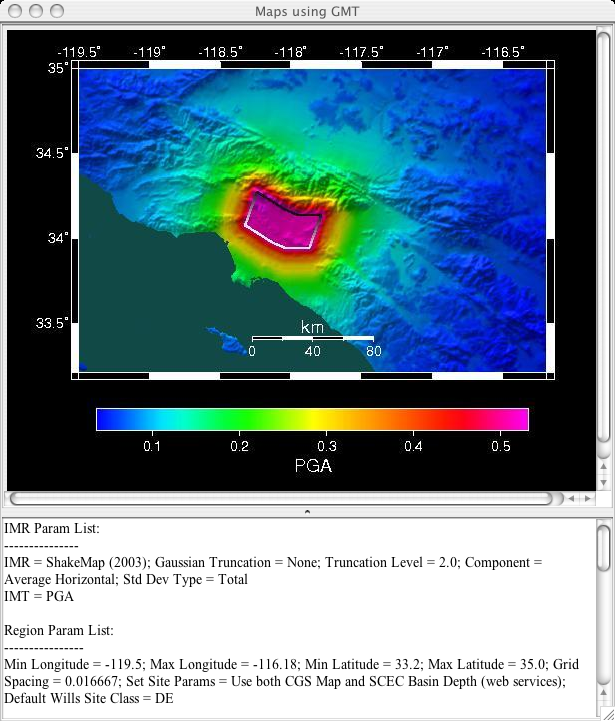 Maps using GMT
-119.5° -119° -118.5° -118° -117.5° -117° -116.5°
35°
34.5°
34°
33.5°
km
0 40 80
0.1 0.2 0.3 0.4 0.5
PGA
IMR Param List:
---------------
IMR = ShakeMap (2003); Gaussian Truncation = None; Truncation Level = 2.0; Component =
Average Horizontal; Std Dev Type = Total
IMT = PGA
Region Param List:
----------------
Min Longitude = -119.5; Max Longitude = -116.18; Min Latitude = 33.2; Max Latitude = 35.0; Grid
Spacing = 0.016667; Set Site Params = Use both CGS Map and SCEC Basin Depth (web services);
Default Wills Site Class = DE